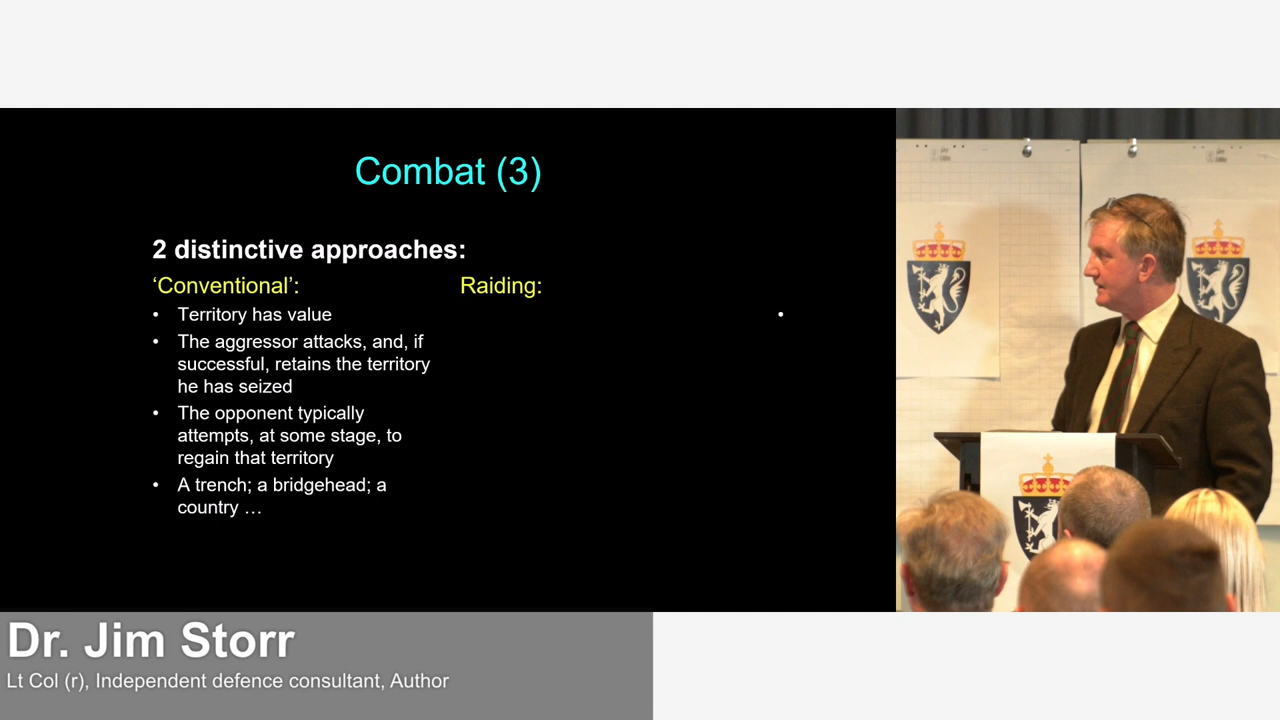 Combat (3)
2 distinctive approaches:
‘Conventional’:
• Territory has value
• The aggressor attacks, and, if
successful, retains the territory
he has seized
• The opponent typically
attempts, at some stage, to
regain that territory
• A trench; a bridgehead; a
country …
Raiding:
•
Dr. Jim Storr
Lt Col (r), Independent defence consultant, Author